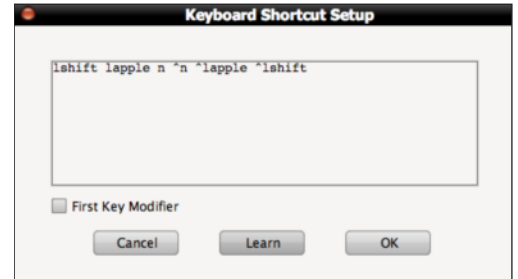 Keyboard Shortcut Setup
lshift lapple n ^n ^lapple ^lshift
First Key Modifier
Cancel Learn OK